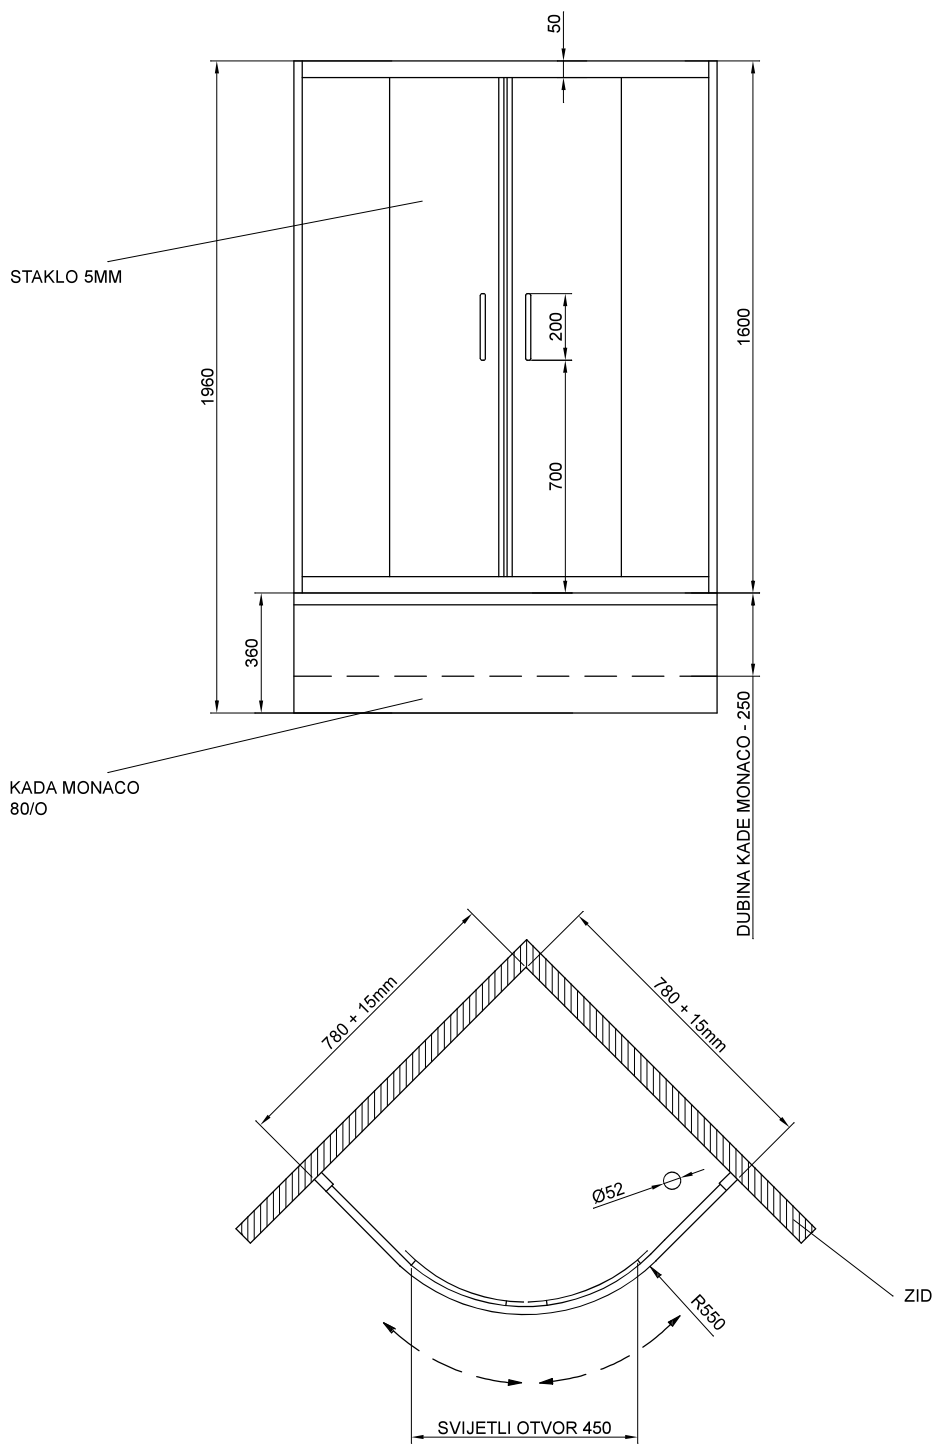 50
STAKLO 5MM
200
1600
1960
700
360
DUBINA KADE MONACO - 250
KADA MONACO
80/O
780 + 15mm
780 + 15mm
Ø52
ZID
R550
SVIJETLI OTVOR 450